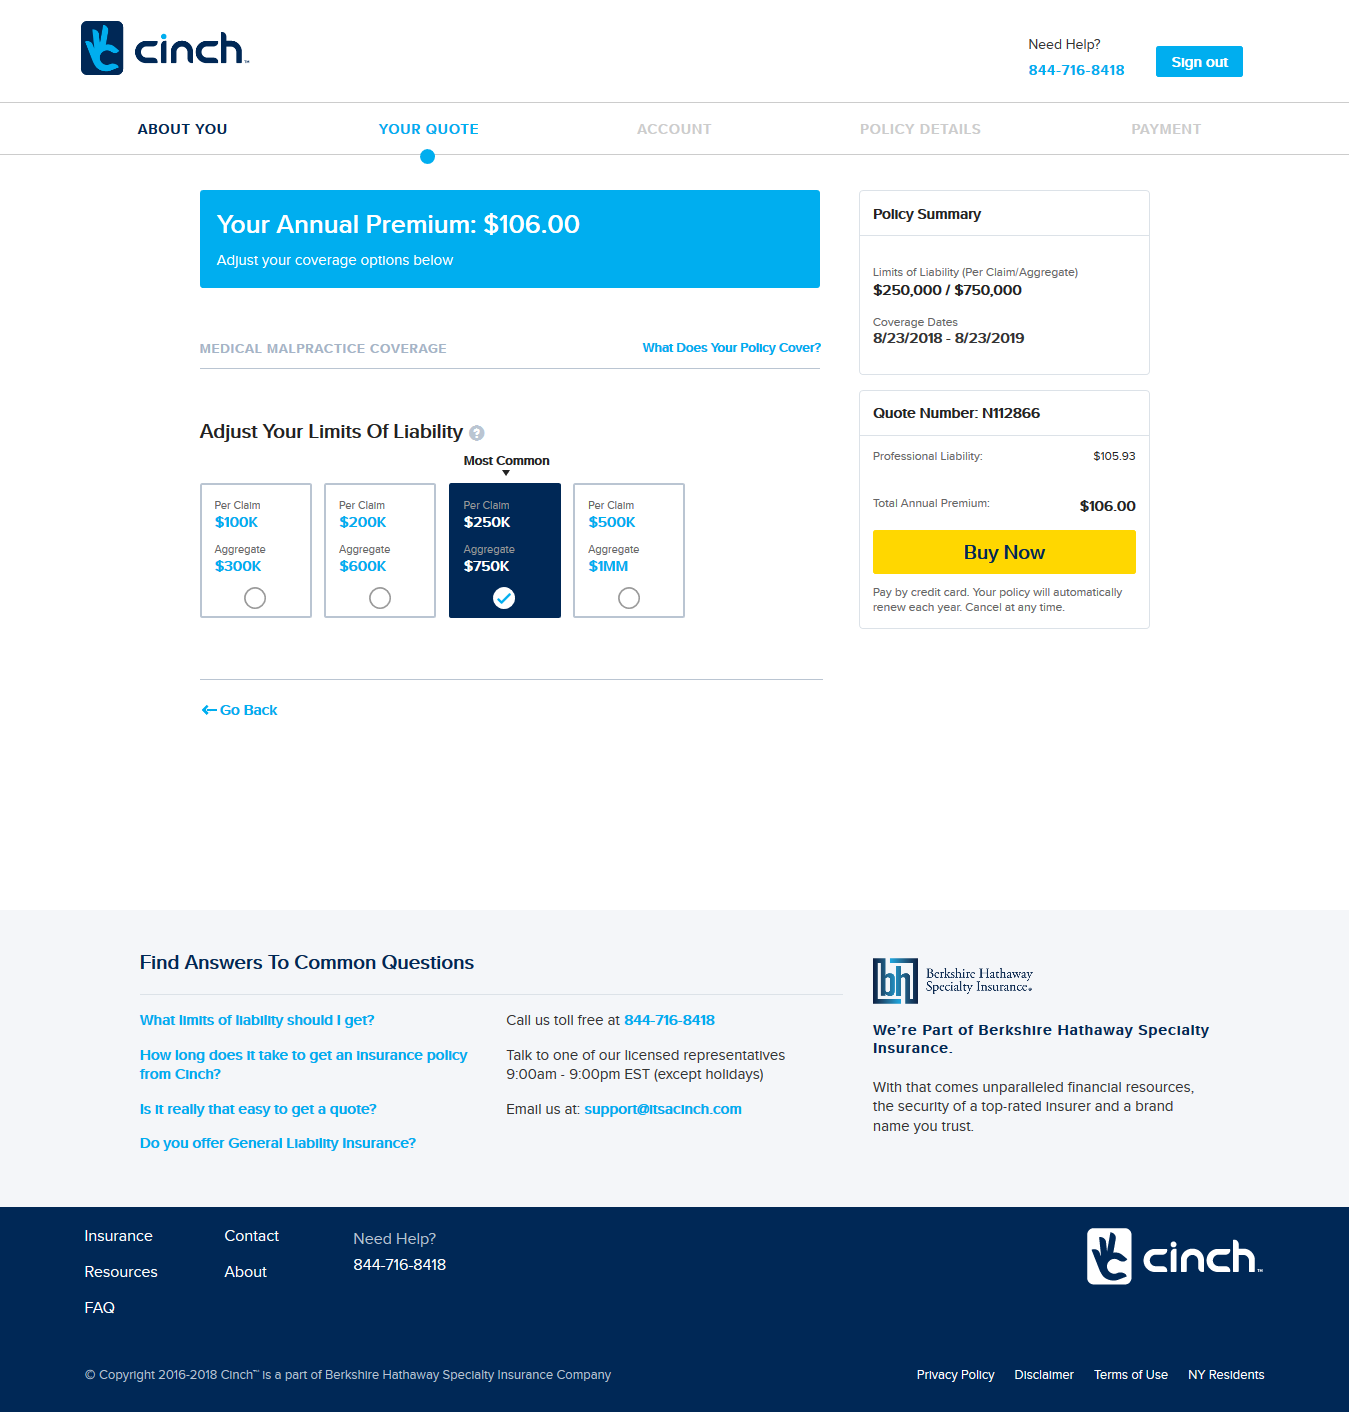 cinch™
Need Help?
844-716-8418
Sign out
ABOUT YOU
YOUR QUOTE
ACCOUNT
POLICY DETAILS
PAYMENT
Your Annual Premium: $106.00
Adjust your coverage options below
MEDICAL MALPRACTICE COVERAGE
What Does Your Policy Cover?
Adjust Your Limits Of Liability ?
Most Common
Per Claim
$100K
Aggregate
$300K
Per Claim
$200K
Aggregate
$600K
Per Claim
$250K
Aggregate
$750K
Per Claim
$500K
Aggregate
$1MM
Go Back
Policy Summary
Limits of Liability (Per Claim/Aggregate)
$250,000 / $750,000
Coverage Dates
8/23/2018 - 8/23/2019
Quote Number: N112866
Professional Liability: $105.93
Total Annual Premium: $106.00
Buy Now
Pay by credit card. Your policy will automatically
renew each year. Cancel at any time.
Find Answers To Common Questions
What limits of liability should I get?
How long does it take to get an insurance policy
from Cinch?
Is it really that easy to get a quote?
Do you offer General Liability Insurance?
Call us toll free at 844-716-8418
Talk to one of our licensed representatives
9:00am - 9:00pm EST (except holidays)
Email us at: support@itsacinch.com
bh
Berkshire Hathaway
Specialty Insurance.
We're Part of Berkshire Hathaway Specialty
Insurance.
With that comes unparalleled financial resources,
the security of a top-rated insurer and a brand
name you trust.
Insurance
Resources
FAQ
Contact
About
Need Help?
844-716-8418
cinch™
© Copyright 2016-2018 Cinch™ is a part of Berkshire Hathaway Specialty Insurance Company
Privacy Policy
Disclaimer
Terms of Use
NY Residents